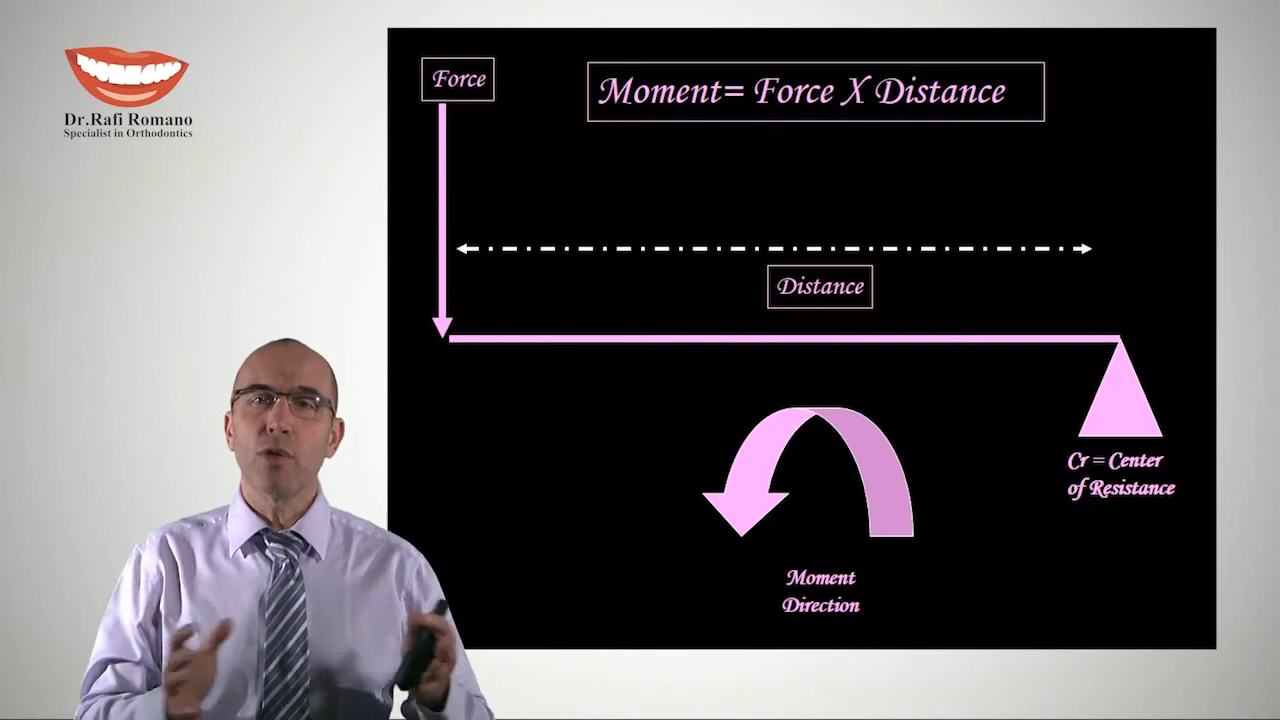 Dr.Rafi Romano
Specialist in Orthodontics
Force
Moment= Force X Distance
Distance
Cr = Center
of Resistance
Moment
Direction